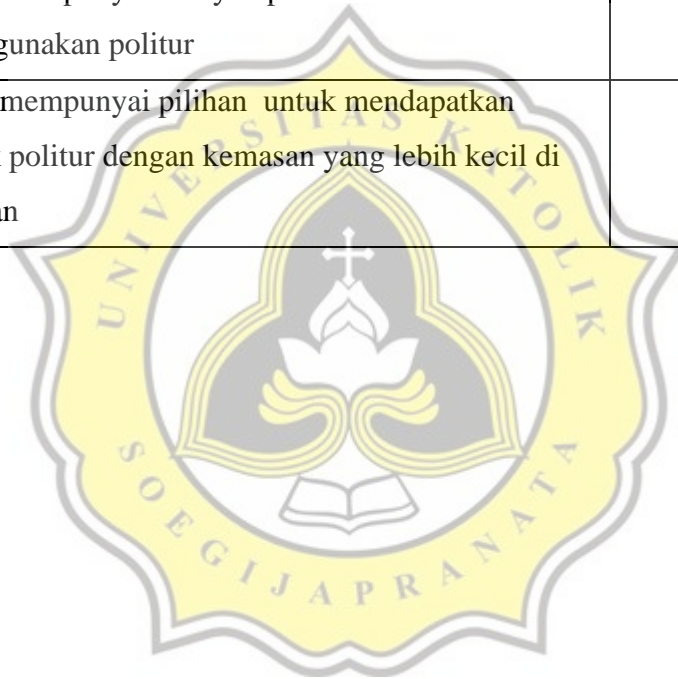 gunakan politur
mempunyai pilihan untuk mendapatkan
politur dengan kemasan yang lebih kecil di
an
UNIVERSITAS KATOLIK
SOEGIJAPRANATA